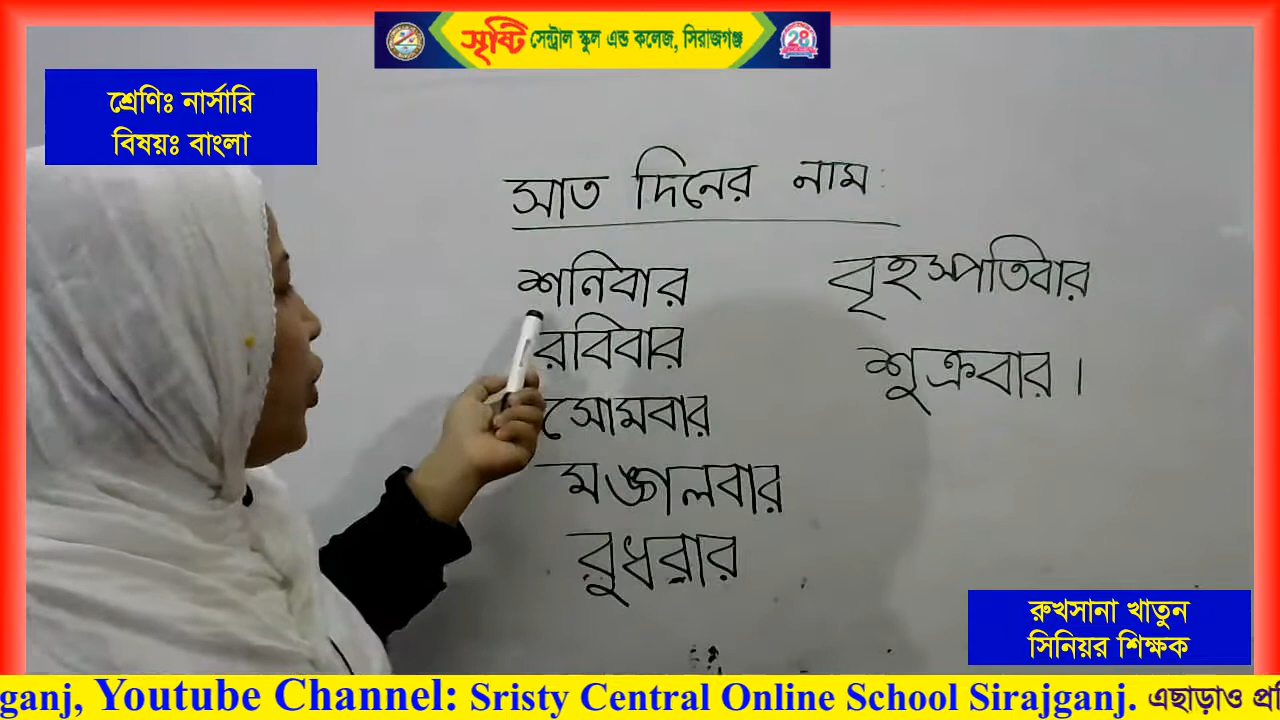 সৃষ্টি সেন্ট্রাল স্কুল এন্ড কলেজ, সিরাজগঞ্জ
28
শ্রেণিঃ নার্সারি
বিষয়ঃ বাংলা
সাত দিনের নাম:
শনিবার
রবিবার
সোমবার
মঙ্গলবার
বুধবার
বৃহস্পতিবার
শুক্রবার।
রুখসানা খাতুন
সিনিয়র শিক্ষক
ganj, Youtube Channel: Sristy Central Online School Sirajganj. এছাড়াও